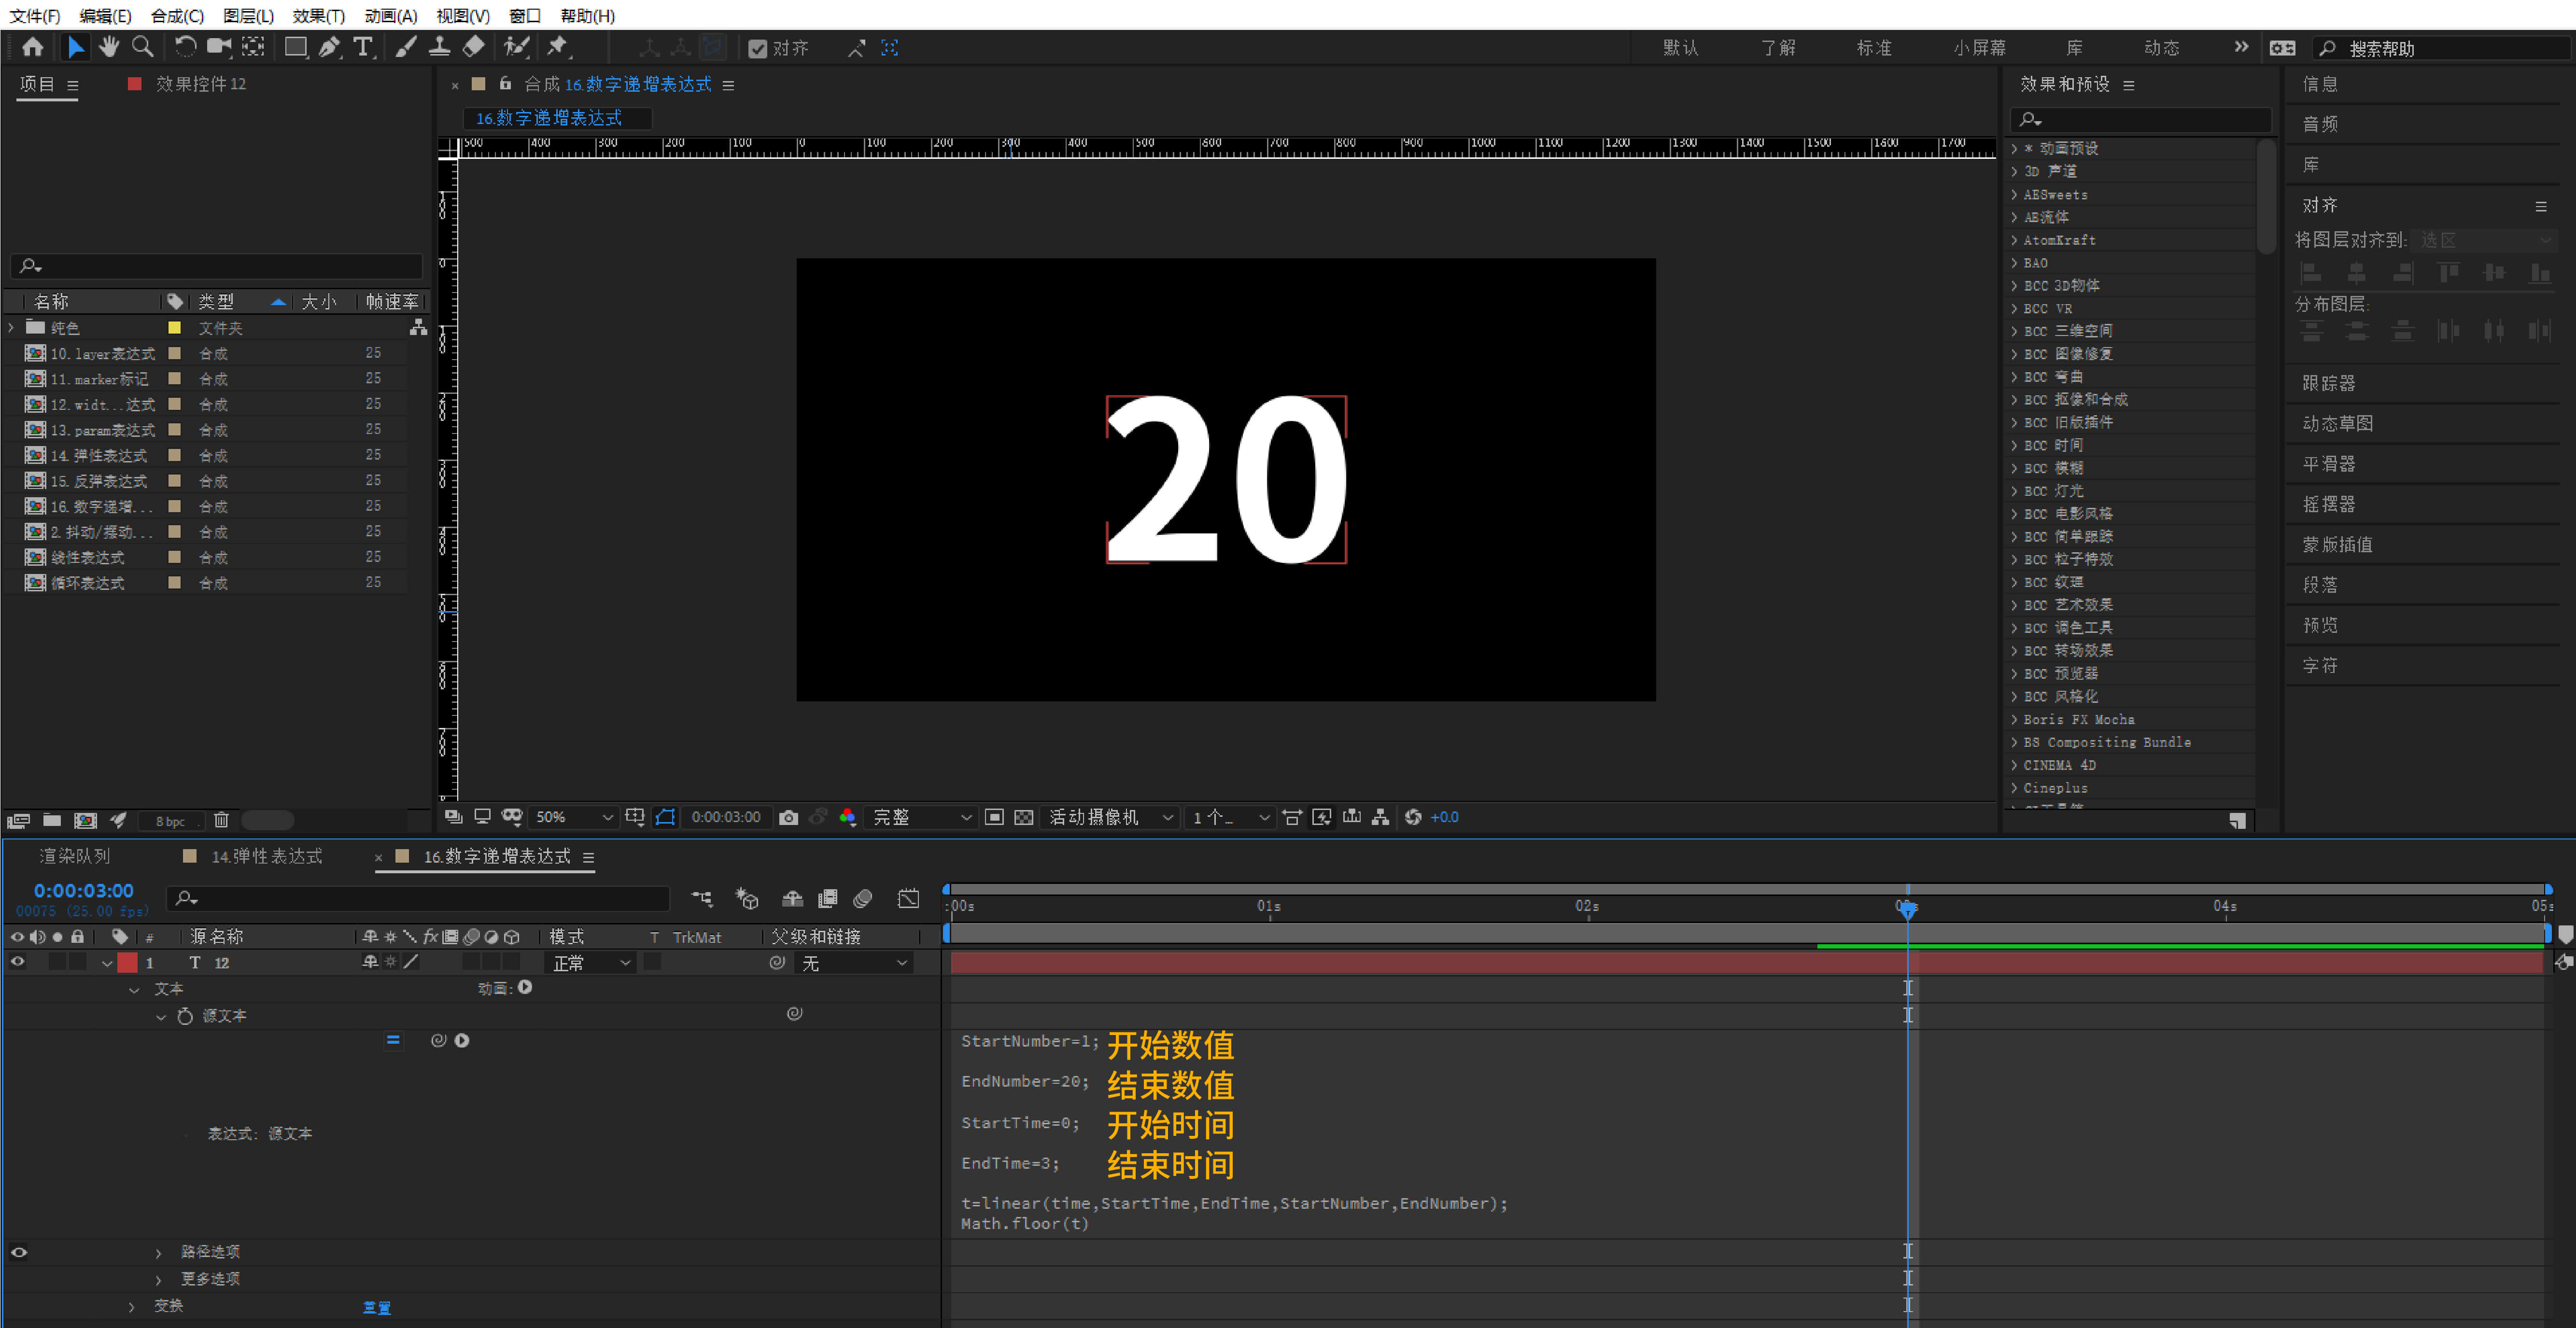 文件(F) 编辑(E) 合成(C) 图层(L) 效果(T) 动画(A) 视图(V) 窗口 帮助(H)
对齐 默认 了解 标准 小屏幕 库 动态 搜索帮助
项目 效果控件 12
合成 16.数字递增表达式
16.数字递增表达式
500 400 300 200 100 0 100 200 300 400 500 600 700 800 900 1000 1100 1200 1300 1400 1500 1600 1700
名称 类型 大小 帧速率
纯色 文件夹
10.layer表达式 合成 25
11.marker标记 合成 25
12.widt...达式 合成 25
13.param表达式 合成 25
14.弹性表达式 合成 25
15.反弹表达式 合成 25
16.数字递增... 合成 25
2.抖动/摆动... 合成 25
线性表达式 合成 25
循环表达式 合成 25
8 bpc
20
50% 0:00:03:00 完整 活动摄像机 1个... +0.0
效果和预设
* 动画预设
3D 声道
AESweets
AE流体
AtomKraft
BAO
BCC 3D物体
BCC VR
BCC 三维空间
BCC 图像修复
BCC 弯曲
BCC 抠像和合成
BCC 旧版插件
BCC 时间
BCC 模糊
BCC 灯光
BCC 电影风格
BCC 简单跟踪
BCC 粒子特效
BCC 纹理
BCC 艺术效果
BCC 调色工具
BCC 转场效果
BCC 预览器
BCC 风格化
Boris FX Mocha
BS Compositing Bundle
CINEMA 4D
Cineplus
信息
音频
库
对齐
将图层对齐到: 选区
分布图层:
跟踪器
动态草图
平滑器
摇摆器
蒙版插值
段落
预览
字符
渲染队列 14.弹性表达式 16.数字递增表达式
0:00:03:00
00075 (25.00 fps)
:00s 01s 02s 04s 05s
# 源名称 模式 T TrkMat 父级和链接
1 T 12 正常 无
文本 动画:
源文本
表达式: 源文本
StartNumber=1; 开始数值
EndNumber=20; 结束数值
StartTime=0; 开始时间
EndTime=3; 结束时间
t=linear(time,StartTime,EndTime,StartNumber,EndNumber);
Math.floor(t)
路径选项
更多选项
变换 重置